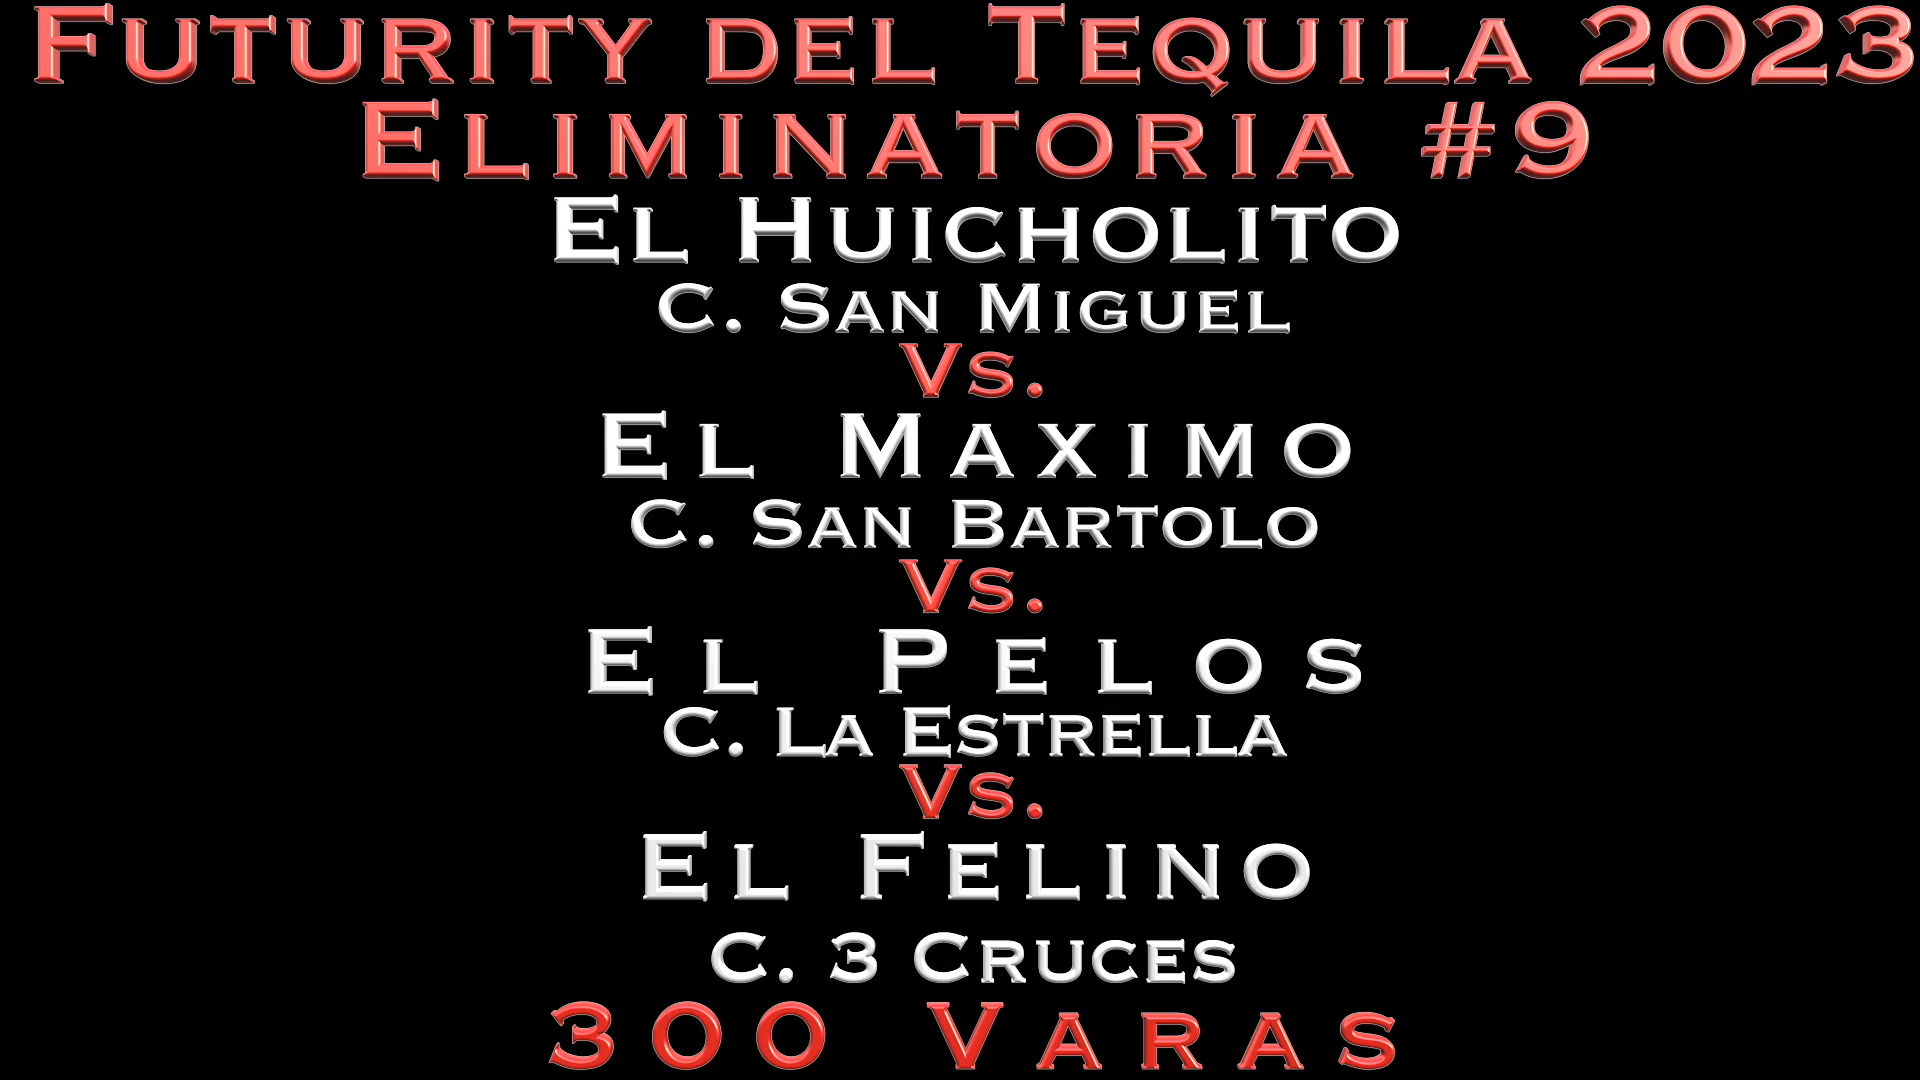 Futurity del Tequila 2023
Eliminatoria #9
El Huicholito
C. San Miguel
Vs.
El Maximo
C. San Bartolo
Vs.
El Pelos
C. La Estrella
Vs.
El Felino
C. 3 Cruces
300 Varas